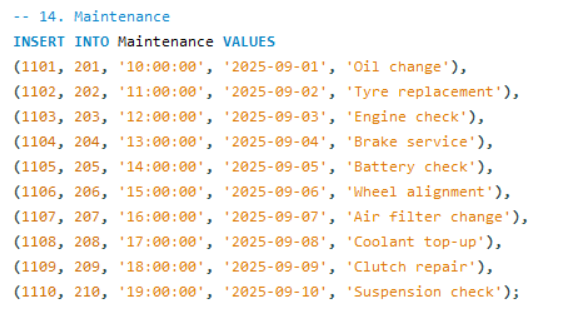 -- 14. Maintenance
INSERT INTO Maintenance VALUES
(1101, 201, '10:00:00', '2025-09-01', 'Oil change'),
(1102, 202, '11:00:00', '2025-09-02', 'Tyre replacement'),
(1103, 203, '12:00:00', '2025-09-03', 'Engine check'),
(1104, 204, '13:00:00', '2025-09-04', 'Brake service'),
(1105, 205, '14:00:00', '2025-09-05', 'Battery check'),
(1106, 206, '15:00:00', '2025-09-06', 'Wheel alignment'),
(1107, 207, '16:00:00', '2025-09-07', 'Air filter change'),
(1108, 208, '17:00:00', '2025-09-08', 'Coolant top-up'),
(1109, 209, '18:00:00', '2025-09-09', 'Clutch repair'),
(1110, 210, '19:00:00', '2025-09-10', 'Suspension check');